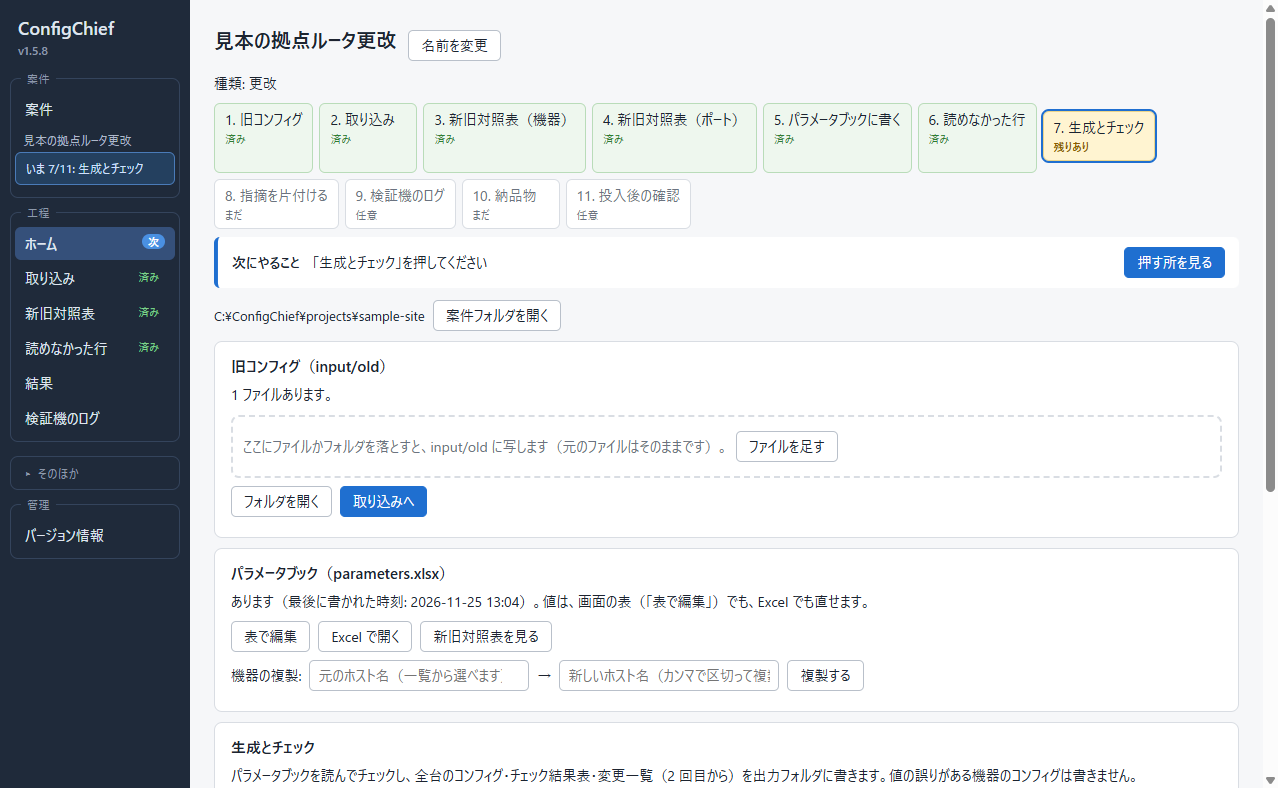 ConfigChief
v1.5.8
案件
案件
見本の拠点ルータ更改
いま 7/11: 生成とチェック
工程
ホーム 次
取り込み 済み
新旧対照表 済み
読めなかった行 済み
結果
検証機のログ
▸ そのほか
管理
バージョン情報
見本の拠点ルータ更改 名前を変更
種類: 更改
1. 旧コンフィグ
済み
2. 取り込み
済み
3. 新旧対照表（機器）
済み
4. 新旧対照表（ポート）
済み
5. パラメータブックに書く
済み
6. 読めなかった行
済み
7. 生成とチェック
残りあり
8. 指摘を片付ける
まだ
9. 検証機のログ
任意
10. 納品物
まだ
11. 投入後の確認
任意
次にやること 「生成とチェック」を押してください 押す所を見る
C:¥ConfigChief¥projects¥sample-site 案件フォルダを開く
旧コンフィグ（input/old）
1 ファイルあります。
ここにファイルかフォルダを落とすと、input/old に写します（元のファイルはそのままです）。 ファイルを足す
フォルダを開く 取り込みへ
パラメータブック（parameters.xlsx）
あります（最後に書かれた時刻: 2026-11-25 13:04）。値は、画面の表（「表で編集」）でも、Excel でも直せます。
表で編集 Excel で開く 新旧対照表を見る
機器の複製: 元のホスト名（一覧から選べます → 新しいホスト名（カンマで区切って複 複製する
生成とチェック
パラメータブックを読んでチェックし、全台のコンフィグ・チェック結果表・変更一覧（2 回目から）を出力フォルダに書きます。値の誤りがある機器のコンフィグは書きません。